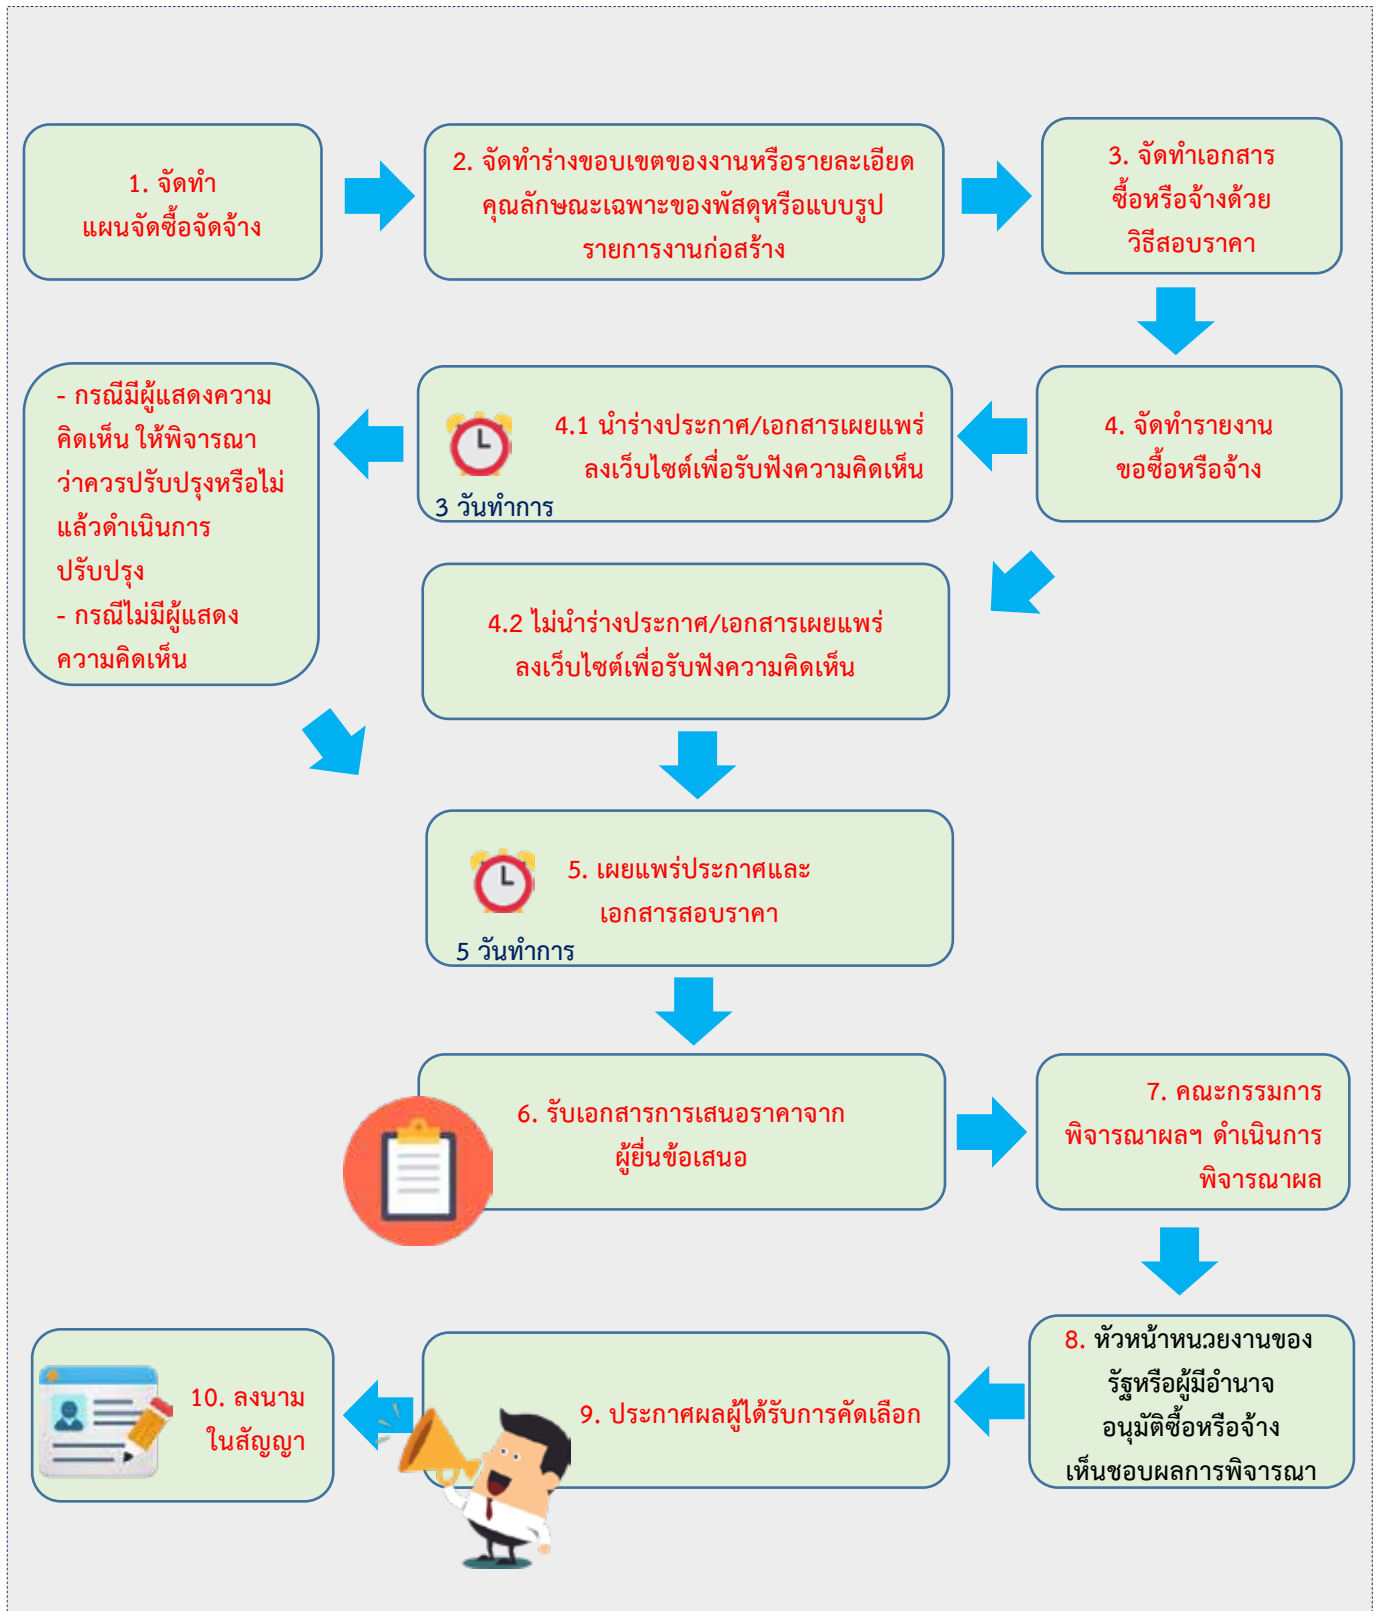 1. จัดทำ
แผนจัดซื้อจัดจ้าง
2. จัดทำร่างขอบเขตของงานหรือรายละเอียด
คุณลักษณะเฉพาะของพัสดุหรือแบบรูป
รายการงานก่อสร้าง
3. จัดทำเอกสาร
ซื้อหรือจ้างด้วย
วิธีสอบราคา
4. จัดทำรายงาน
ขอซื้อหรือจ้าง
4.1 นำร่างประกาศ/เอกสารเผยแพร่
ลงเว็บไซต์เพื่อรับฟังความคิดเห็น
3 วันทำการ
- กรณีมีผู้แสดงความ
คิดเห็น ให้พิจารณา
ว่าควรปรับปรุงหรือไม่
แล้วดำเนินการ
ปรับปรุง
- กรณีไม่มีผู้แสดง
ความคิดเห็น
4.2 ไม่นำร่างประกาศ/เอกสารเผยแพร่
ลงเว็บไซต์เพื่อรับฟังความคิดเห็น
5. เผยแพร่ประกาศและ
เอกสารสอบราคา
5 วันทำการ
6. รับเอกสารการเสนอราคาจาก
ผู้ยื่นข้อเสนอ
7. คณะกรรมการ
พิจารณาผลฯ ดำเนินการ
พิจารณาผล
8. หัวหน้าหนวยงานของ
รัฐหรือผู้มีอำนาจ
อนุมัติซื้อหรือจ้าง
เห็นชอบผลการพิจารณา
9. ประกาศผลผู้ได้รับการคัดเลือก
10. ลงนาม
ในสัญญา